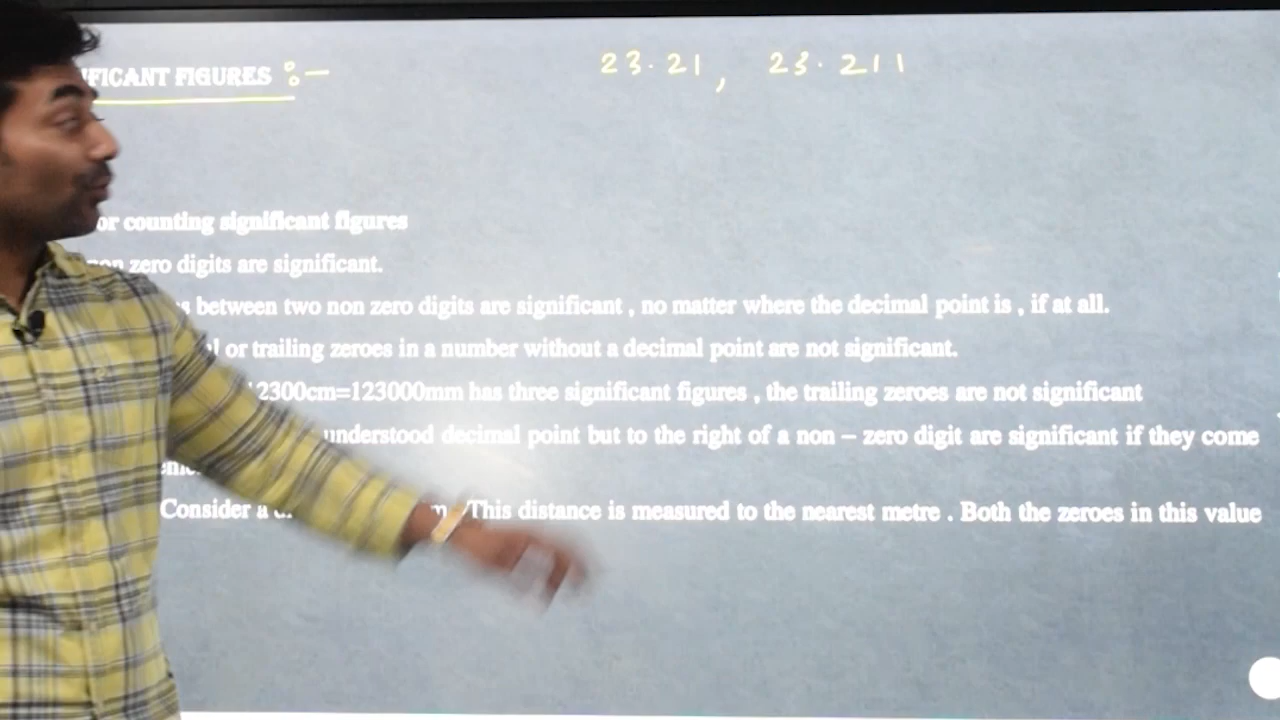 FICANT FIGURES :- 23.21, 23.211
or counting significant figures
non zero digits are significant.
s between two non zero digits are significant , no matter where the decimal point is , if at all.
or trailing zeroes in a number without a decimal point are not significant.
12300cm=123000mm has three significant figures , the trailing zeroes are not significant
understood decimal point but to the right of a non – zero digit are significant if they come
Consider a m . This distance is measured to the nearest metre . Both the zeroes in this value